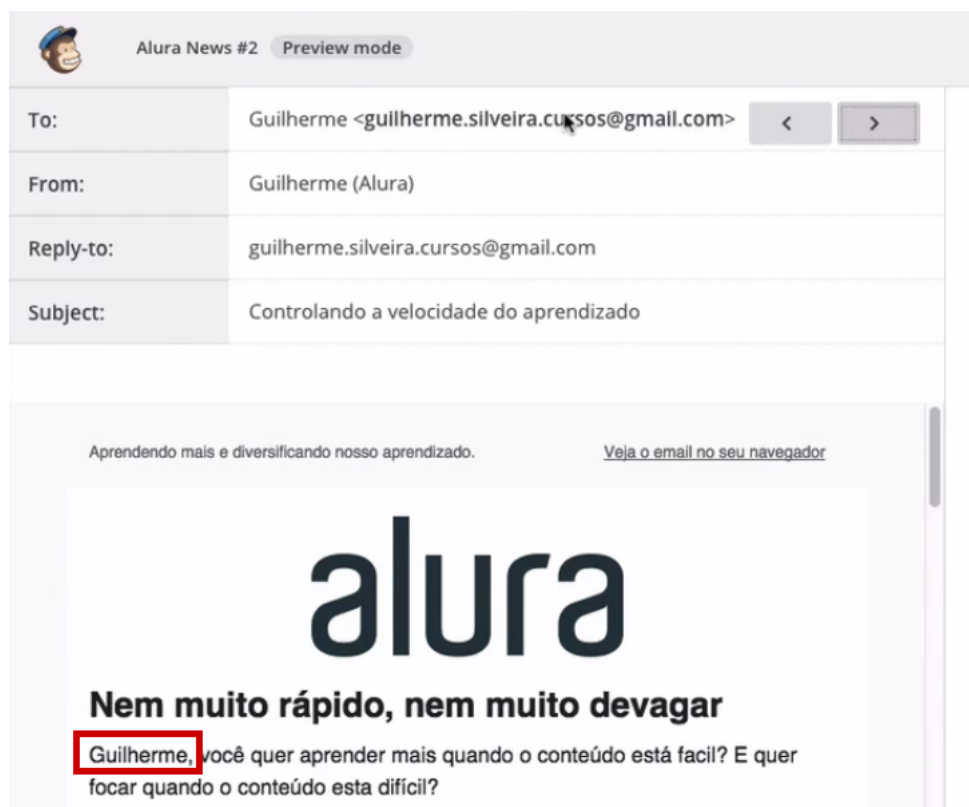 Alura News #2 Preview mode
To: Guilherme <guilherme.silveira.cursos@gmail.com> < >
From: Guilherme (Alura)
Reply-to: guilherme.silveira.cursos@gmail.com
Subject: Controlando a velocidade do aprendizado
Aprendendo mais e diversificando nosso aprendizado. Veja o email no seu navegador
alura
Nem muito rápido, nem muito devagar
Guilherme, você quer aprender mais quando o conteúdo está facil? E quer
focar quando o conteúdo esta difícil?